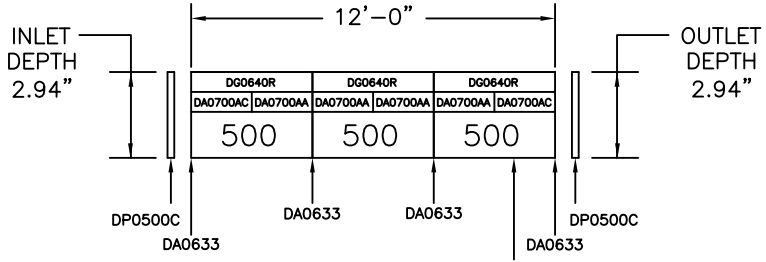 12'-0"
INLET
DEPTH
2.94"
OUTLET
DEPTH
2.94"
DG0640R DG0640R DG0640R
DA0700AC DA0700AA DA0700AA DA0700AA DA0700AA DA0700AC
500 500 500
DP0500C DA0633 DA0633 DP0500C
DA0633 DA0633